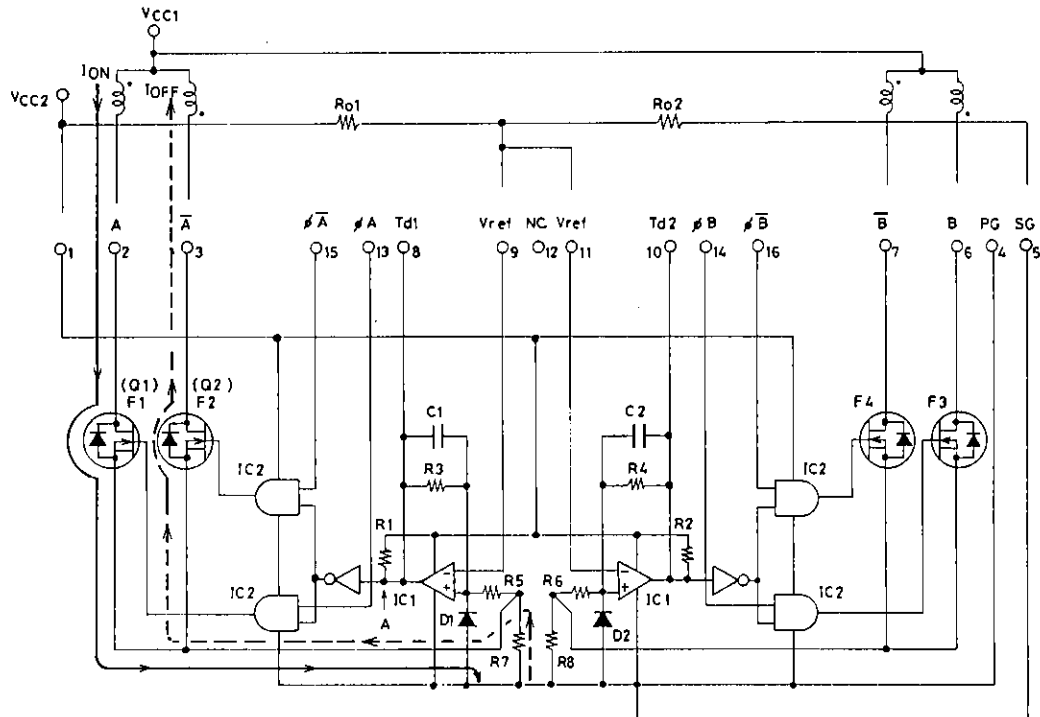 VCC1
ION
IOFF
VCC2
Ro1
Ro2
A
A̅
ϕA̅
ϕA
Td1
Vref
NC
Vref
Td2
ϕB
ϕB̅
B̅
B
PG
SG
1
2
3
15
13
8
9
12
11
10
14
16
7
6
4
5
(Q1)
F1
(Q2)
F2
F4
F3
C1
C2
R3
R4
IC2
IC2
R1
R2
IC2
IC1
R5
R6
IC1
IC2
A
D1
R7
R8
D2
- +
- +